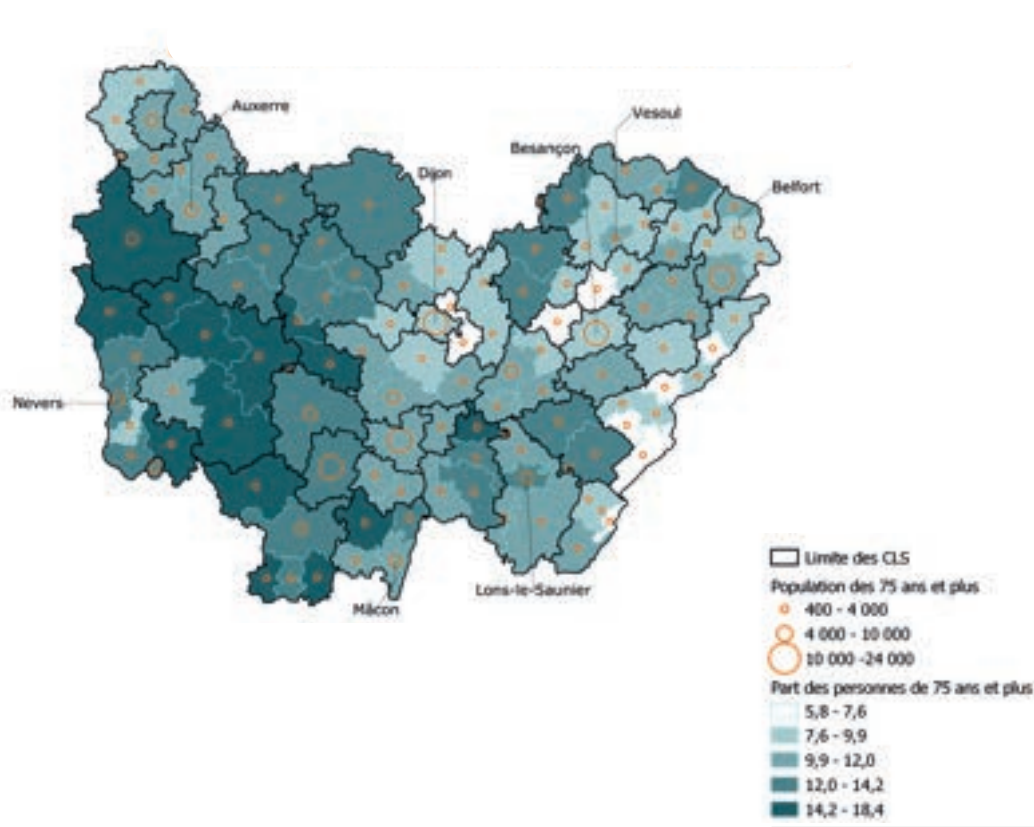 Auxerre
Vesoul
Besançon
Dijon
Belfort
Nevers
Lons-le-Saunier
Mâcon
Limite des CLS
Population des 75 ans et plus
400 - 4 000
4 000 - 10 000
10 000 -24 000
Part des personnes de 75 ans et plus
5,8 - 7,6
7,6 - 9,9
9,9 - 12,0
12,0 - 14,2
14,2 - 18,4